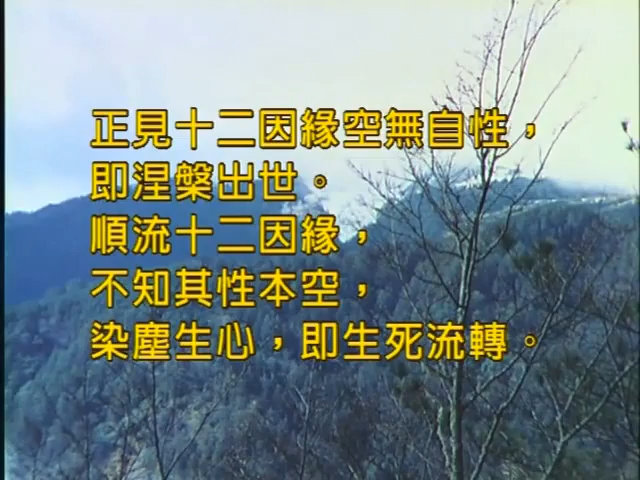 正見十二因緣空無自性，
即涅槃出世。
順流十二因緣，
不知其性本空，
染塵生心，即生死流轉。